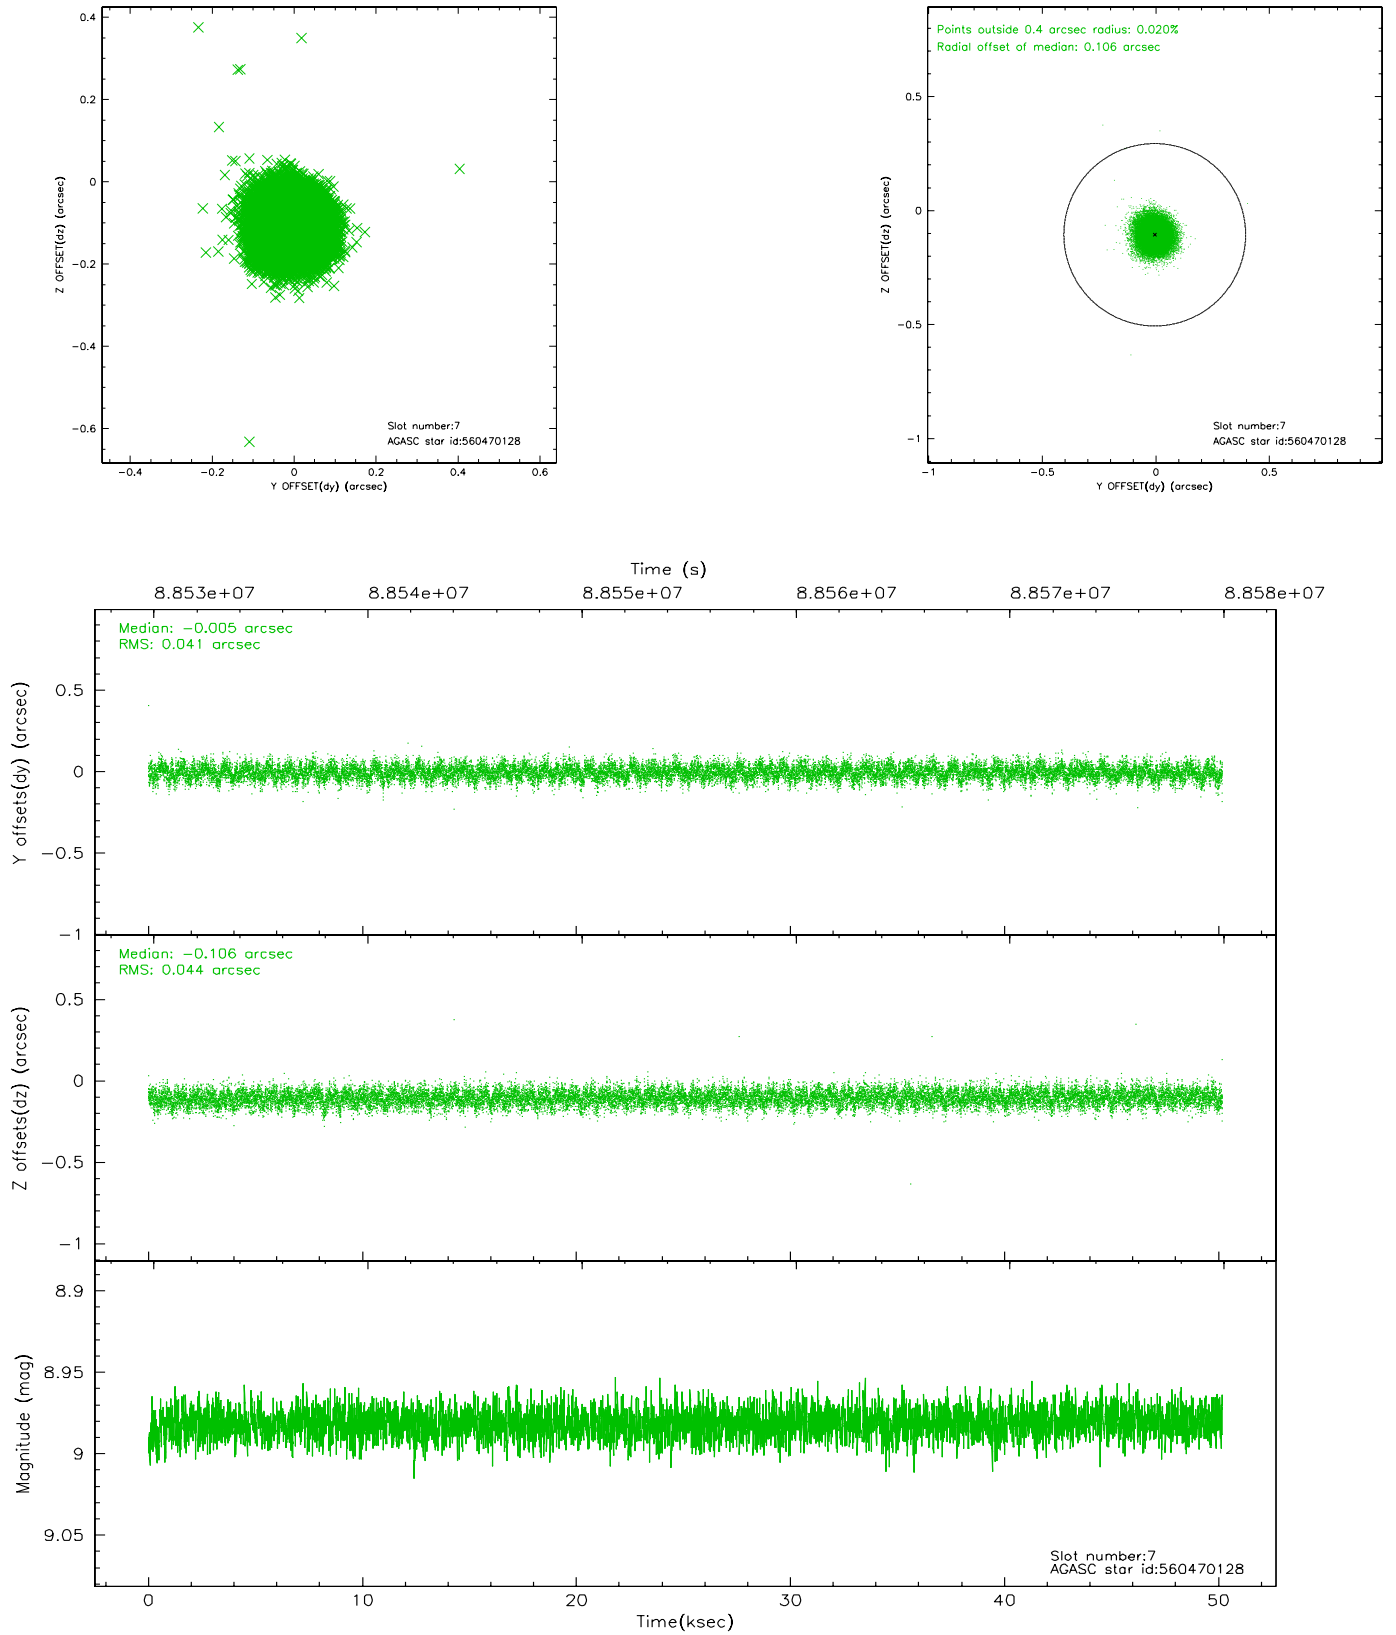 0.4
0.2
0
-0.2
-0.4
-0.6
Z OFFSET(dz) (arcsec)
Slot number:7
AGASC star id:560470128
-0.4 -0.2 0 0.2 0.4 0.6
Y OFFSET(dy) (arcsec)
Points outside 0.4 arcsec radius: 0.020%
Radial offset of median: 0.106 arcsec
0.5
0
-0.5
-1
Z OFFSET(dz) (arcsec)
Slot number:7
AGASC star id:560470128
-1 -0.5 0 0.5
Y OFFSET(dy) (arcsec)
Time (s)
8.853e+07 8.854e+07 8.855e+07 8.856e+07 8.857e+07 8.858e+07
Median: -0.005 arcsec
RMS: 0.041 arcsec
0.5
0
-0.5
-1
Y offsets(dy) (arcsec)
Median: -0.106 arcsec
RMS: 0.044 arcsec
0.5
0
-0.5
-1
Z offsets(dz) (arcsec)
8.9
8.95
9
9.05
Magnitude (mag)
Slot number:7
AGASC star id:560470128
0 10 20 30 40 50
Time(ksec)